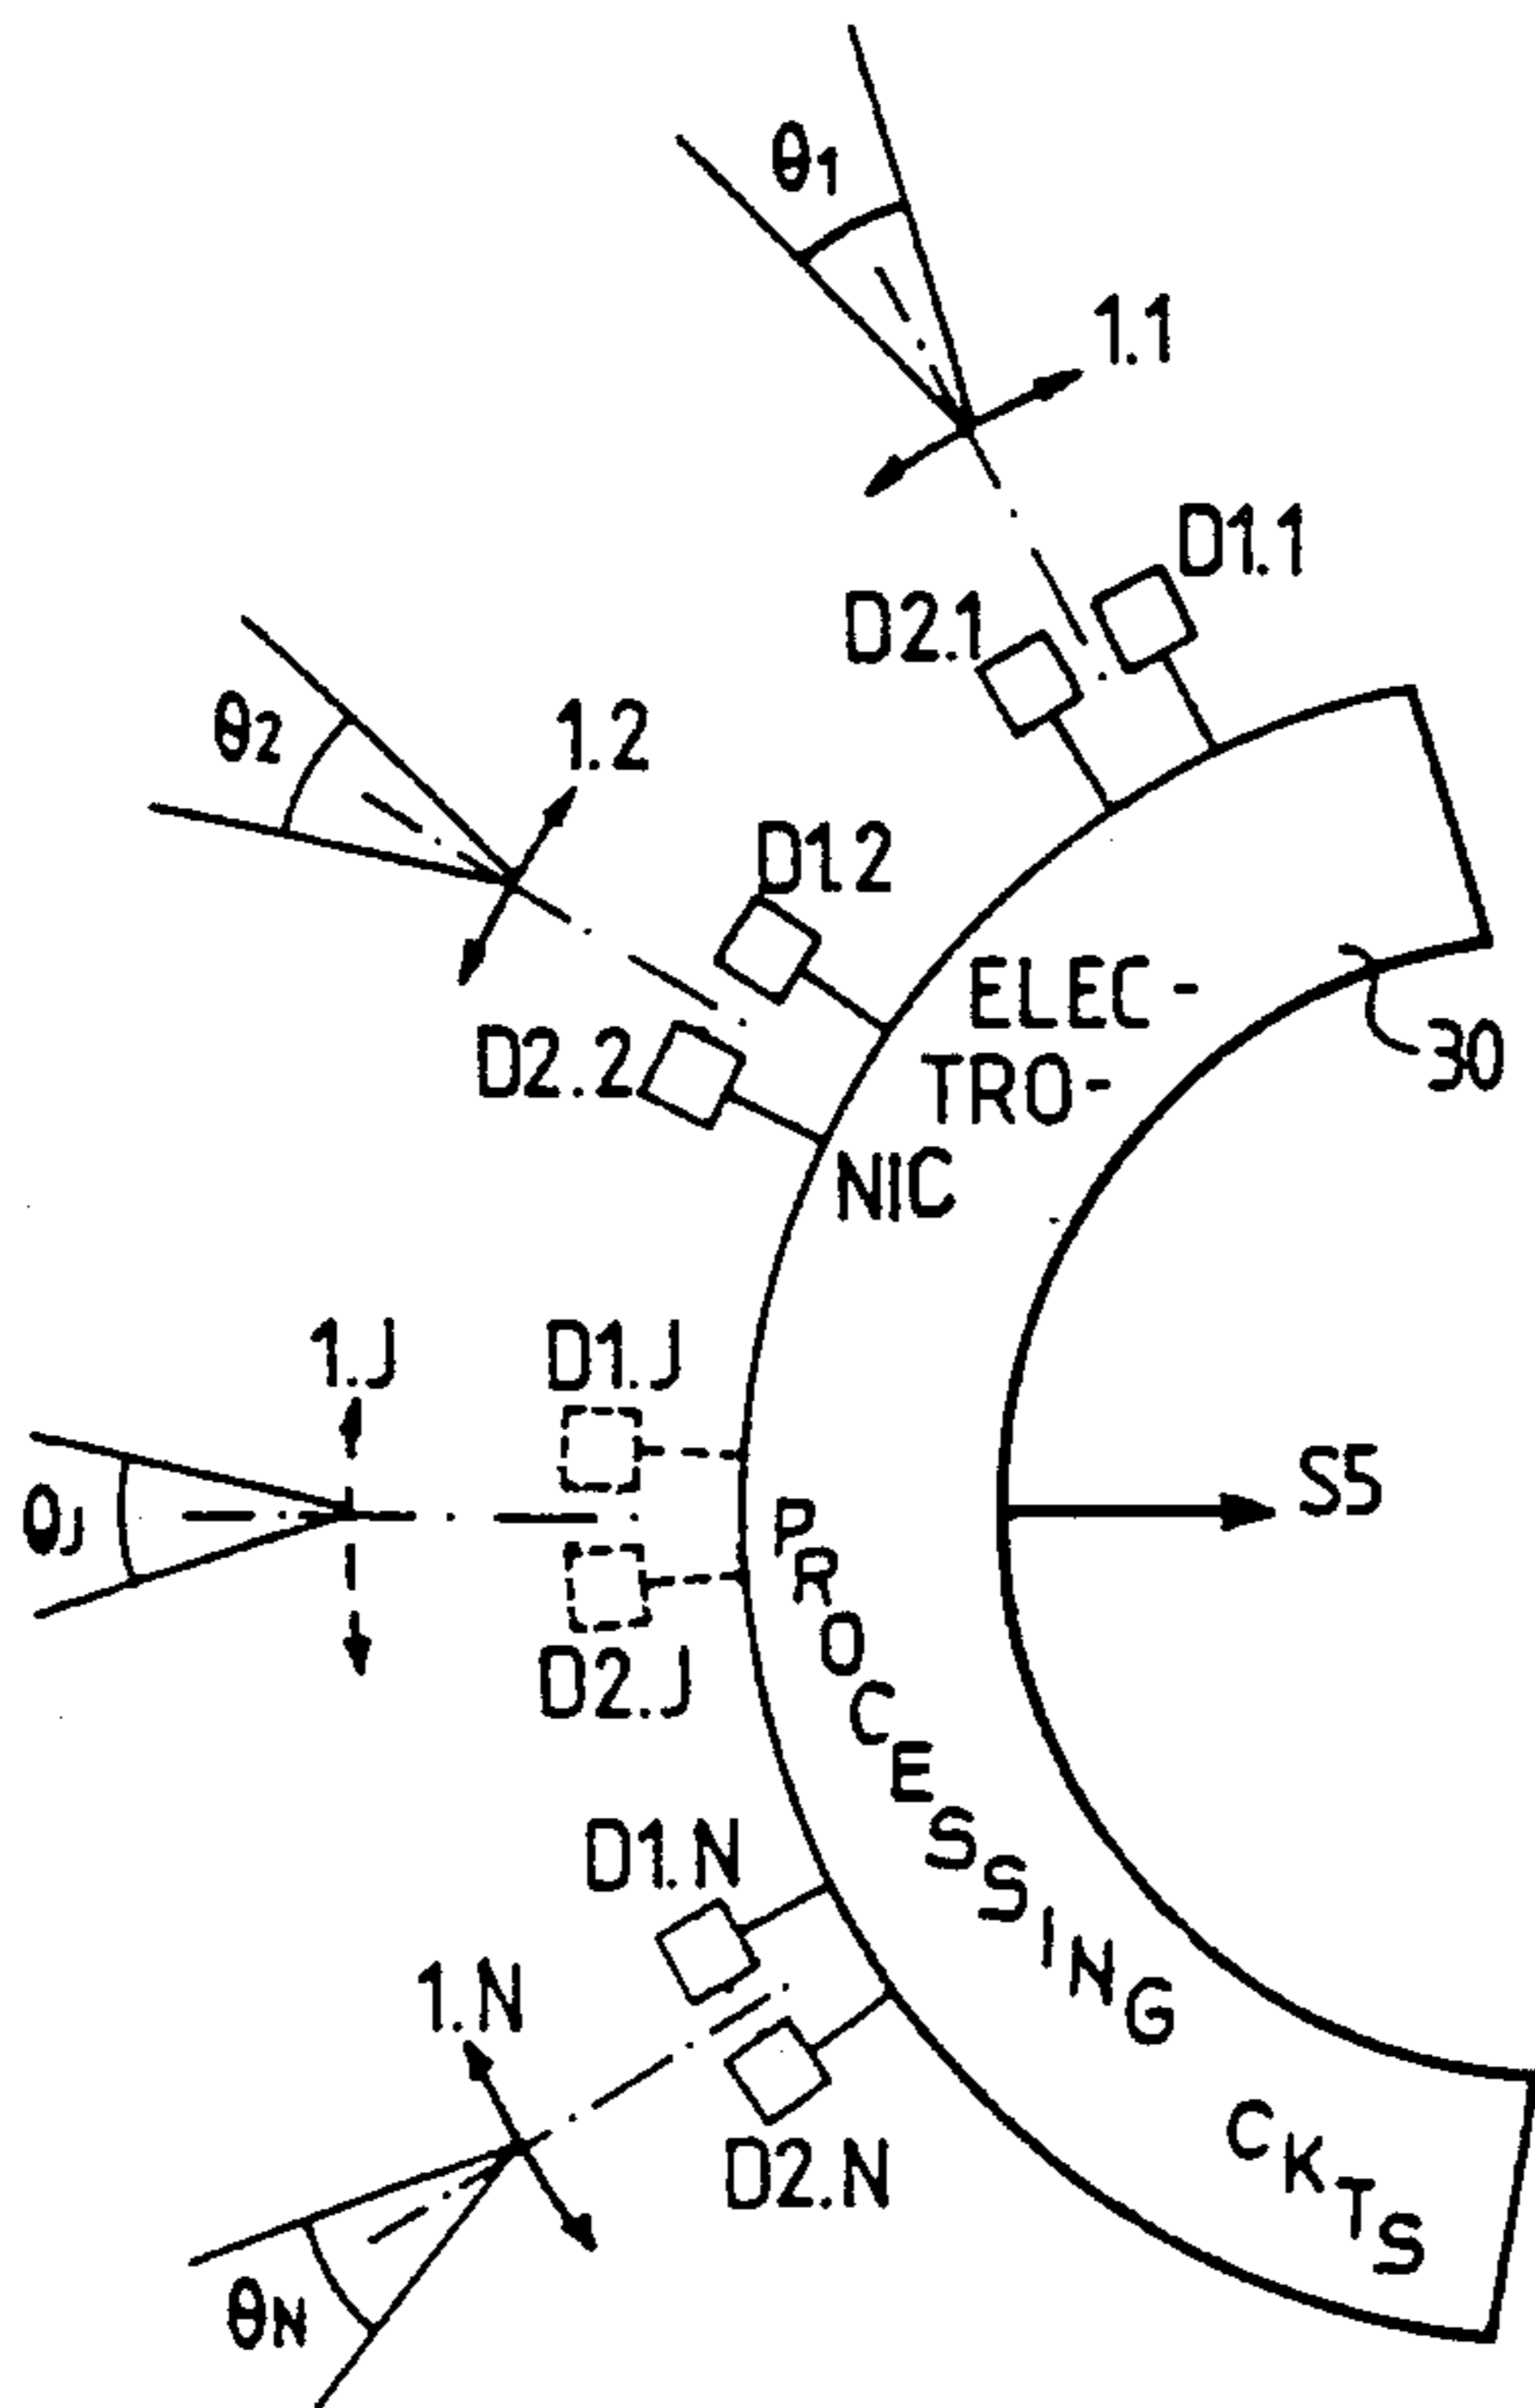 θ1
1.1
D1.1
D2.1
θ2
1.2
D1.2
D2.2
ELEC-
TRO-
NIC
30
1.J
D1.J
θJ
S5
D2.J
PROCESSING
D1.N
1.N
D2.N
CKTS
θN